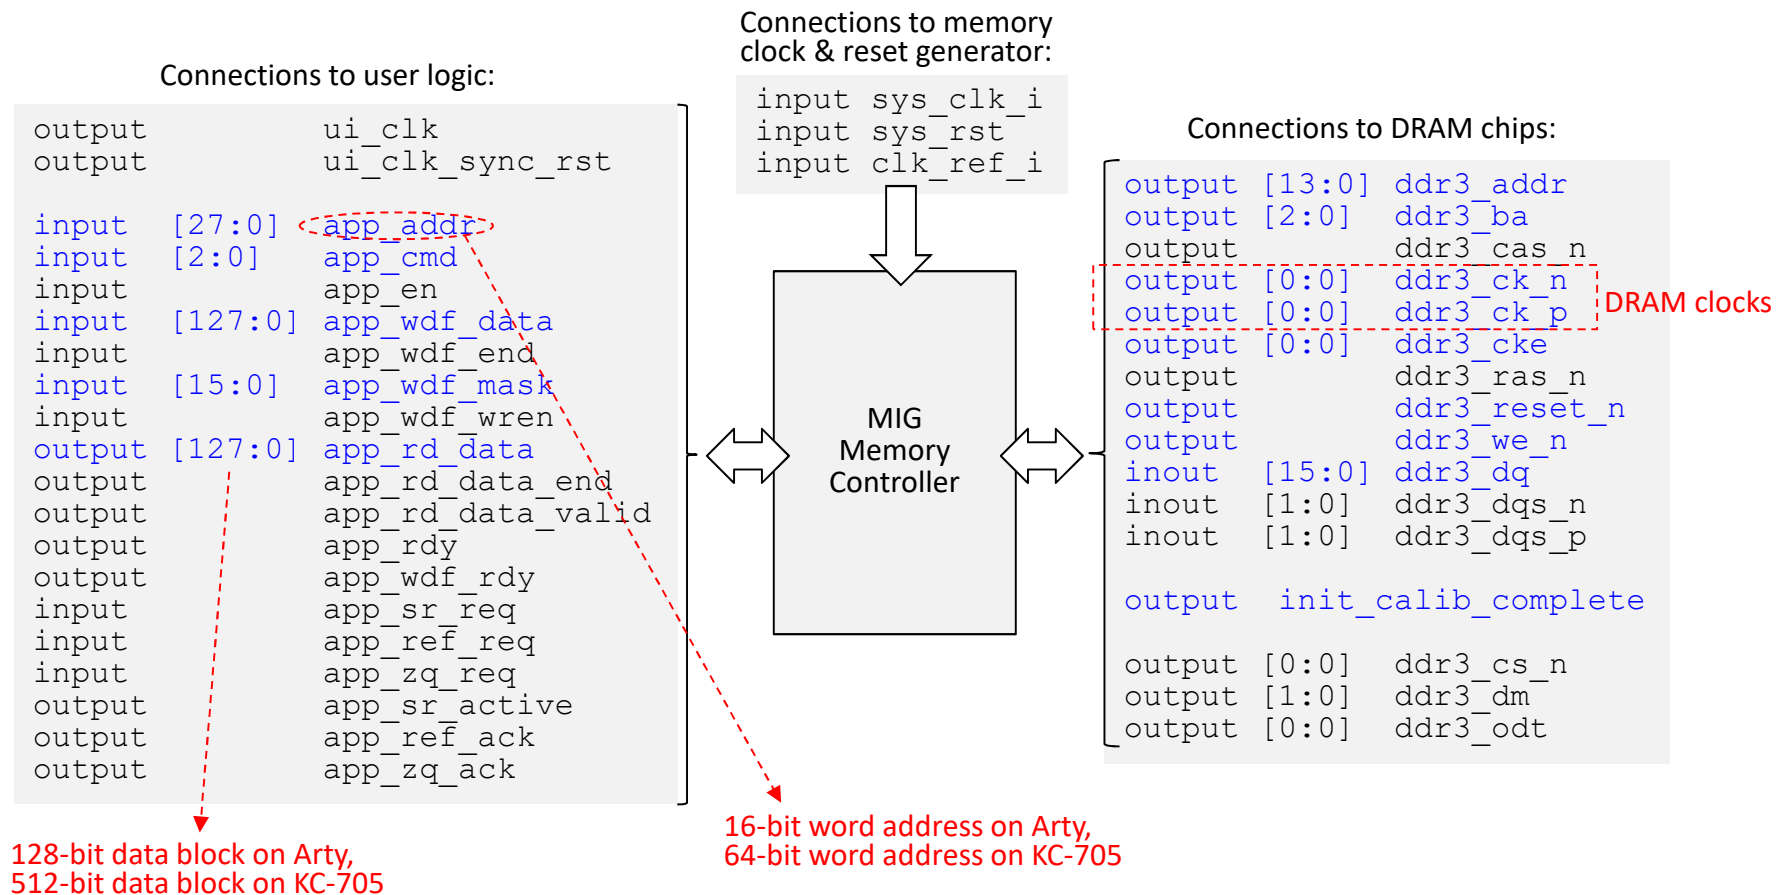 Connections to memory
clock & reset generator:
input sys_clk_i
input sys_rst
input clk_ref_i
Connections to user logic:
output ui_clk
output ui_clk_sync_rst
input [27:0] app_addr
input [2:0] app_cmd
input app_en
input [127:0] app_wdf_data
input app_wdf_end
input [15:0] app_wdf_mask
input app_wdf_wren
output [127:0] app_rd_data
output app_rd_data_end
output app_rd_data_valid
output app_rdy
output app_wdf_rdy
input app_sr_req
input app_ref_req
input app_zq_req
output app_sr_active
output app_ref_ack
output app_zq_ack
128-bit data block on Arty,
512-bit data block on KC-705
16-bit word address on Arty,
64-bit word address on KC-705
MIG
Memory
Controller
Connections to DRAM chips:
output [13:0] ddr3_addr
output [2:0] ddr3_ba
output ddr3_cas_n
output [0:0] ddr3_ck_n
output [0:0] ddr3_ck_p
DRAM clocks
output [0:0] ddr3_cke
output ddr3_ras_n
output ddr3_reset_n
output ddr3_we_n
inout [15:0] ddr3_dq
inout [1:0] ddr3_dqs_n
inout [1:0] ddr3_dqs_p
output init_calib_complete
output [0:0] ddr3_cs_n
output [1:0] ddr3_dm
output [0:0] ddr3_odt